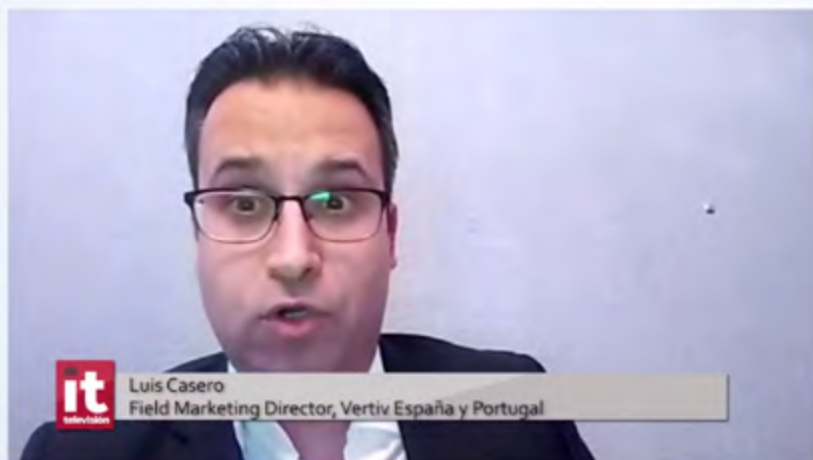 it
televisión
Luis Casero
Field Marketing Director, Vertiv España y Portugal